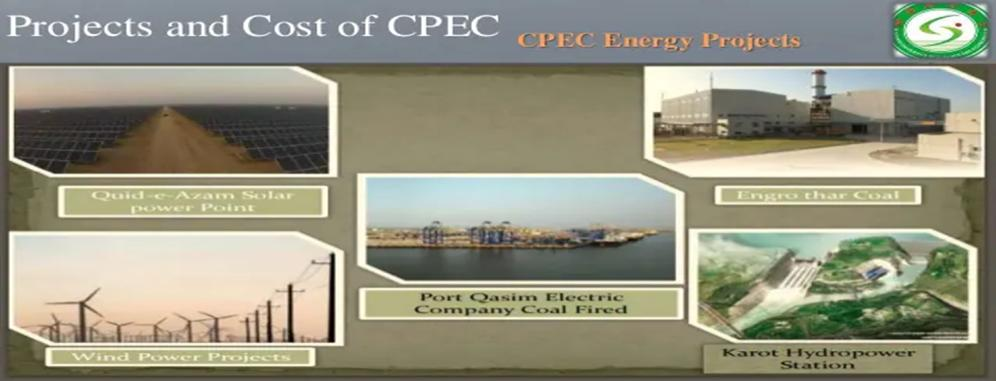 Projects and Cost of CPEC
CPEC Energy Projects
Quid-e-Azam Solar
power Point
Engro thar Coal
Port Qasim Electric
Company Coal Fired
Wind Power Projects
Karot Hydropower
Station